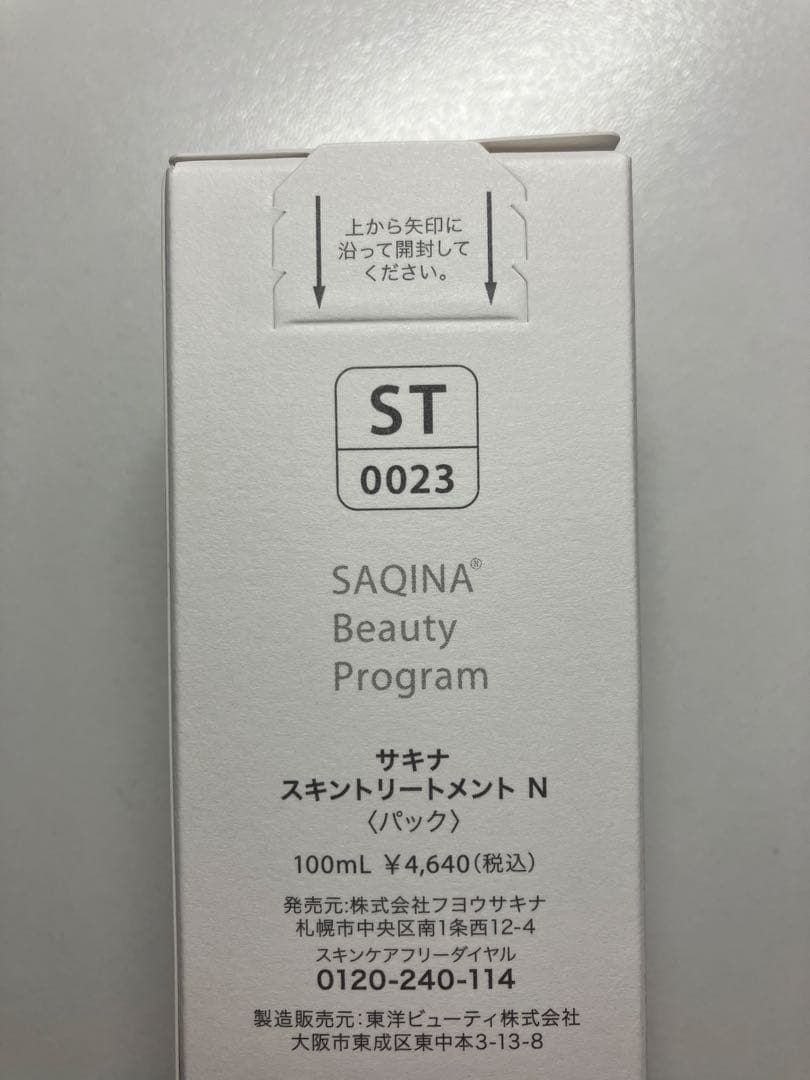 上から矢印に
沿って開封して
ください。
ST
0023
SAQINA®
Beauty
Program
サキナ
スキントリートメント N
〈パック〉
100mL ¥4,640(税込)
発売元:株式会社フヨウサキナ
札幌市中央区南1条西12-4
スキンケアフリーダイヤル
0120-240-114
製造販売元:東洋ビューティ株式会社
大阪市東成区東中本3-13-8